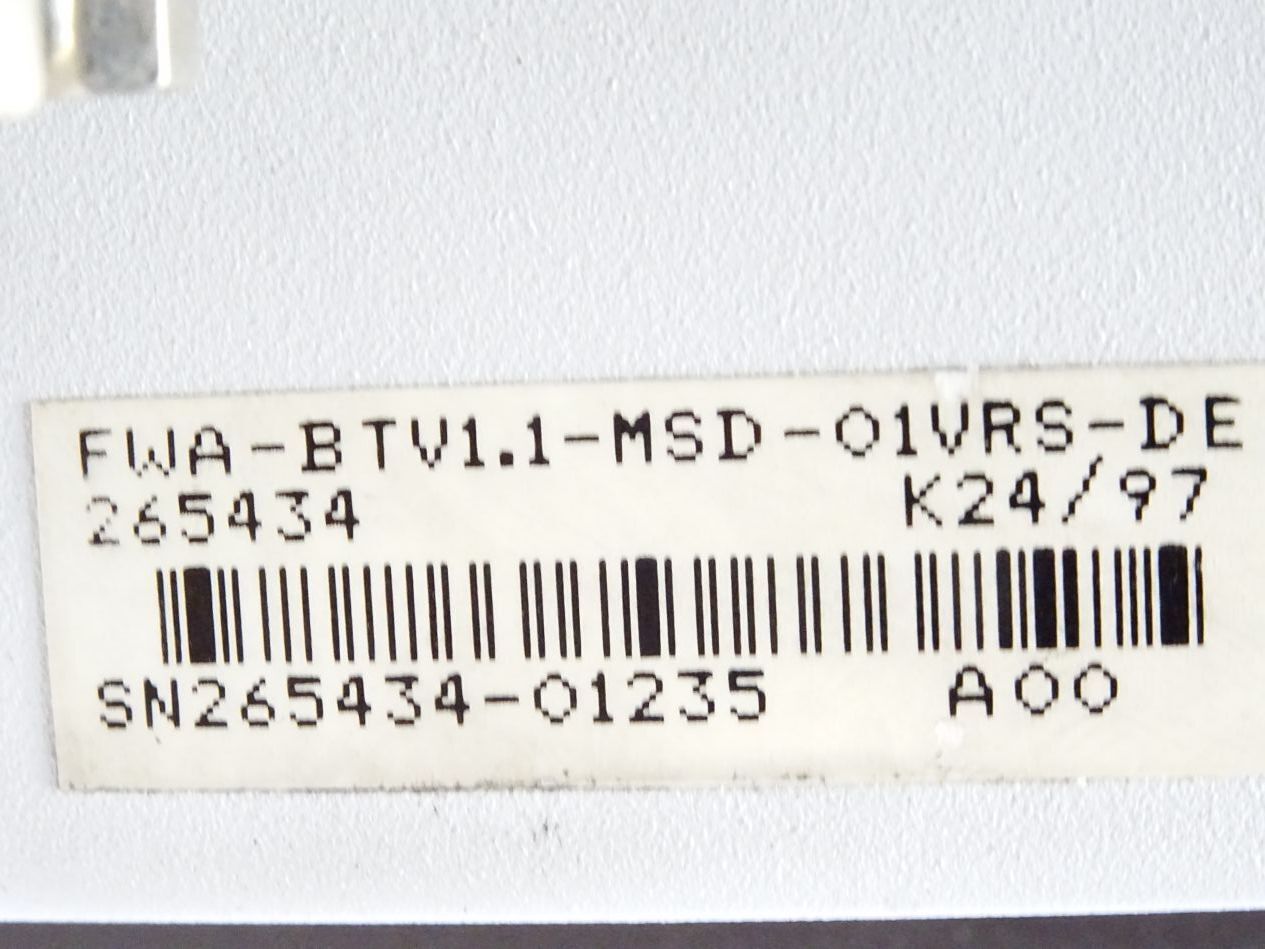 FWA-BTV1.1-MSD-01VRS-DE
265434 K24/97
SN265434-01235 A00